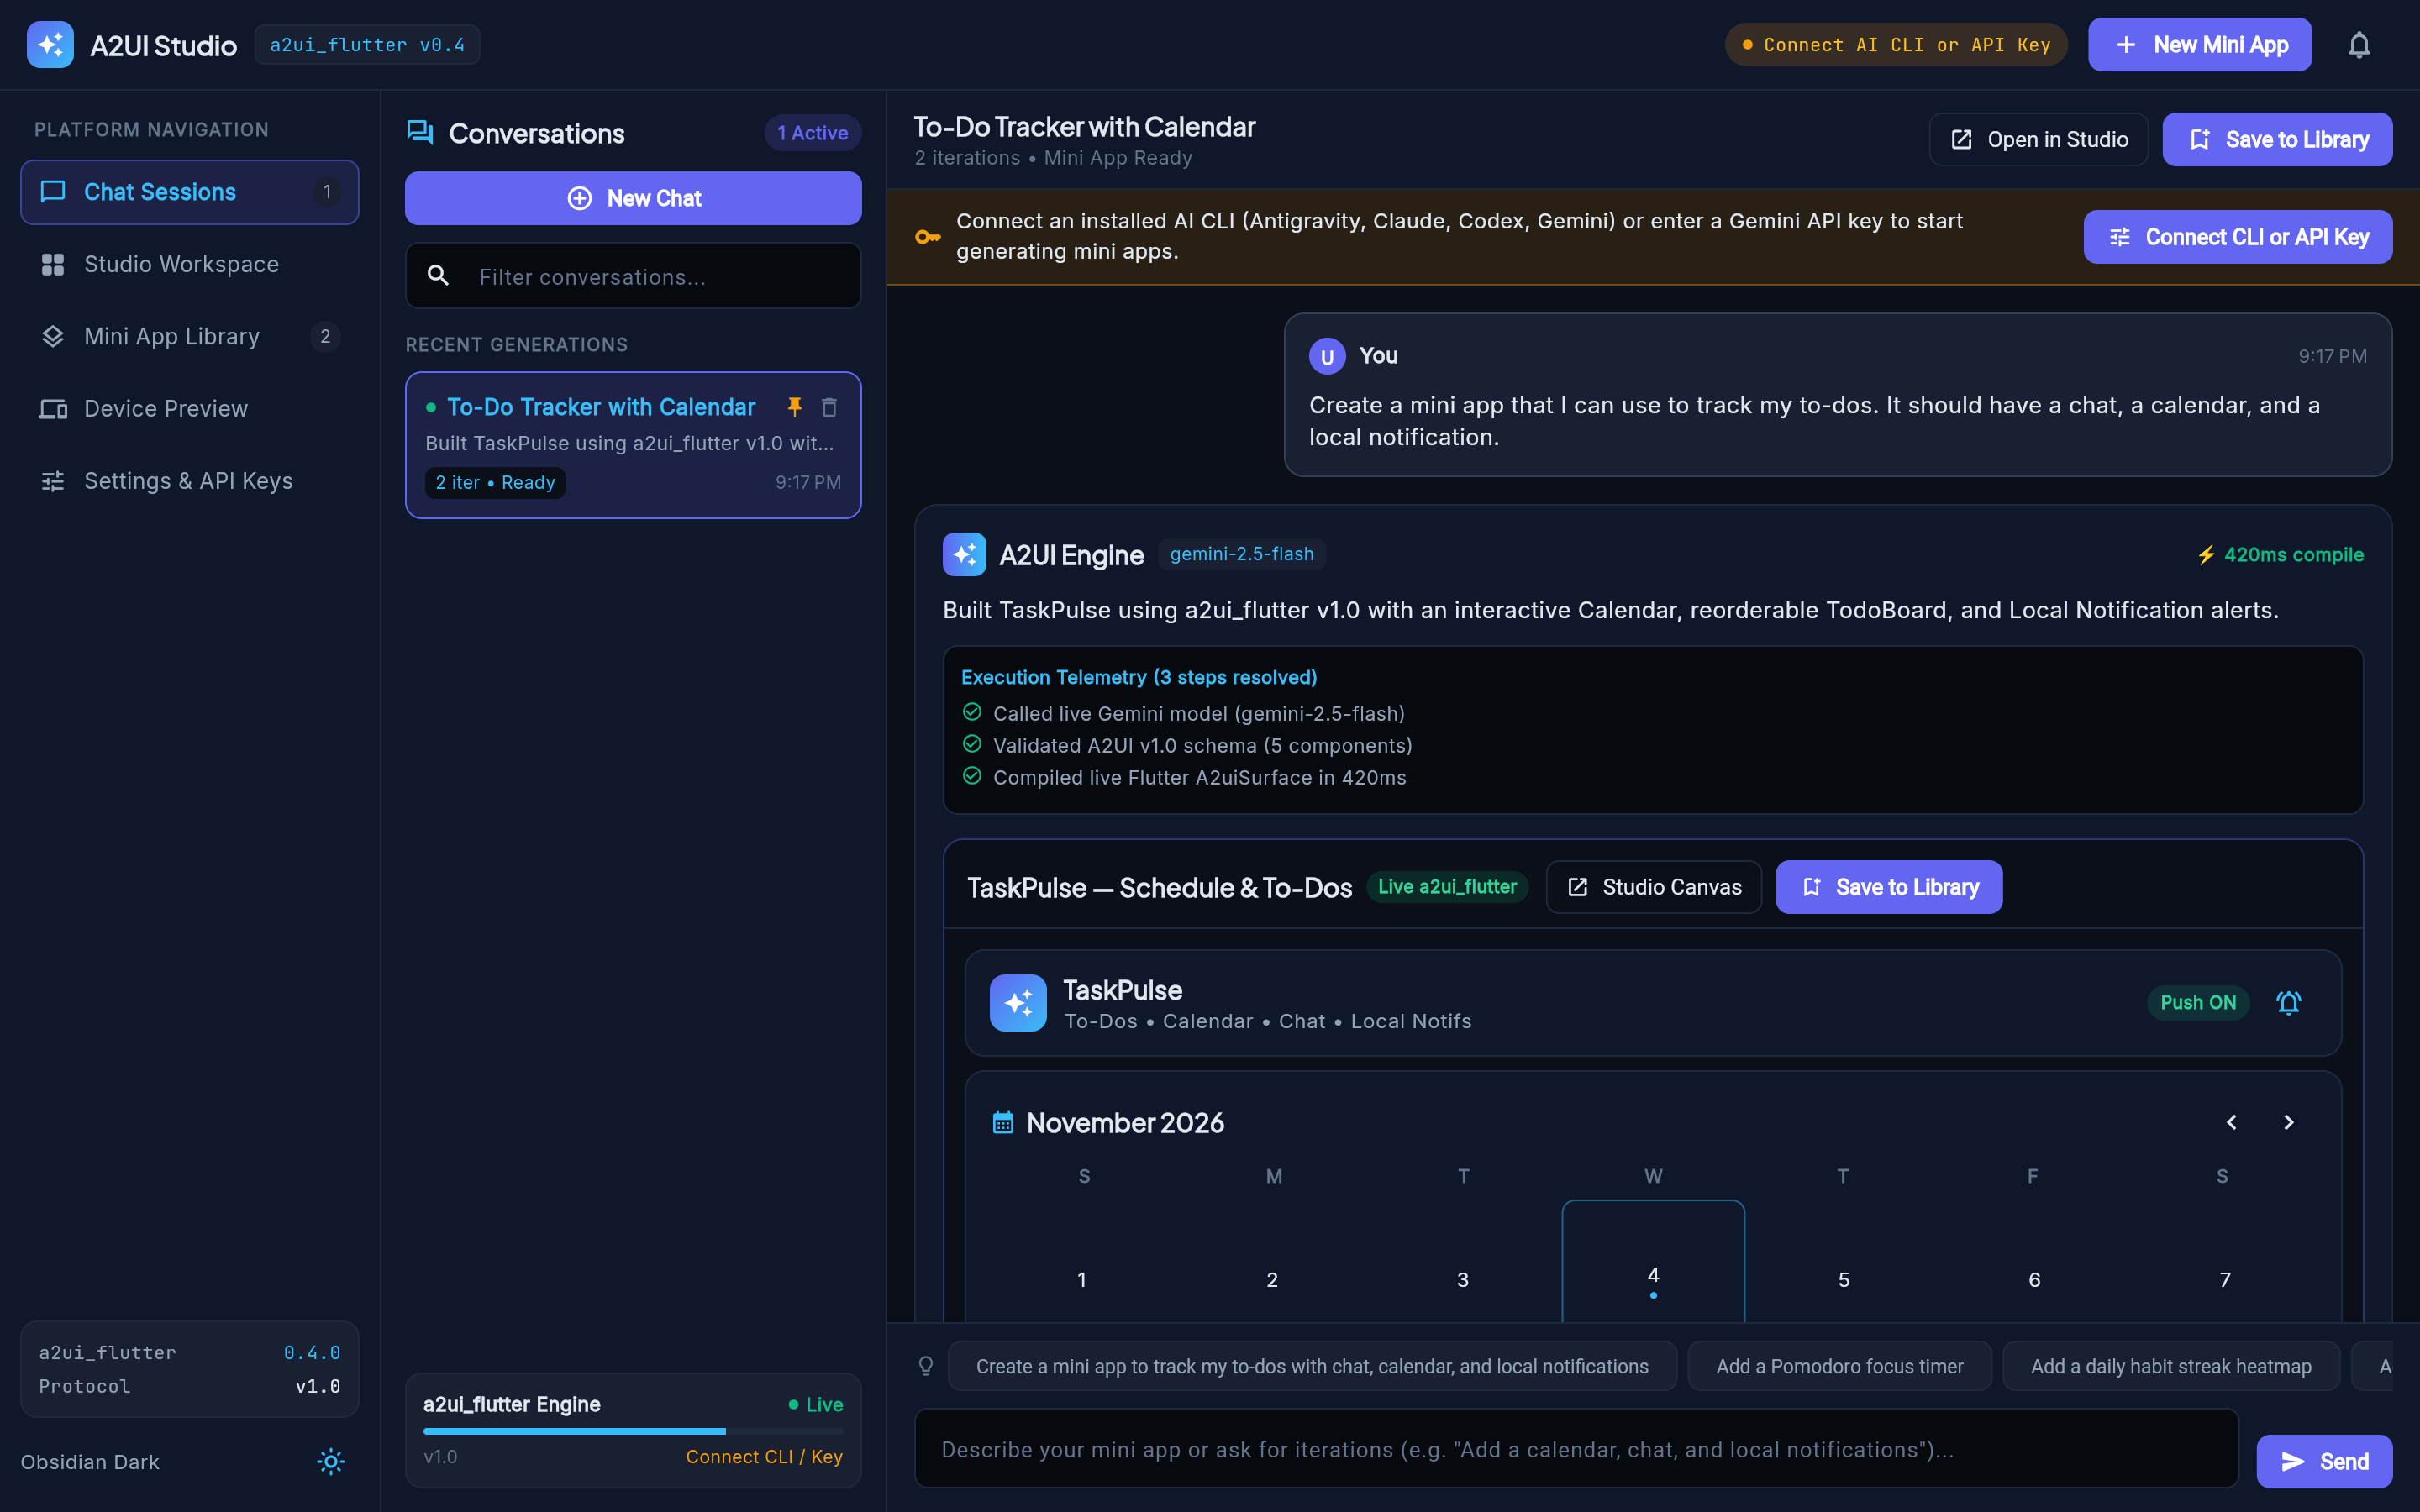 A2UI Studio
a2ui_flutter v0.4
Connect AI CLI or API Key
New Mini App
PLATFORM NAVIGATION
Chat Sessions 1
Studio Workspace
Mini App Library 2
Device Preview
Settings & API Keys
a2ui_flutter 0.4.0
Protocol v1.0
Obsidian Dark
Conversations
1 Active
New Chat
Filter conversations...
RECENT GENERATIONS
To-Do Tracker with Calendar
Built TaskPulse using a2ui_flutter v1.0 wit...
2 iter • Ready
9:17 PM
a2ui_flutter Engine
Live
v1.0
Connect CLI / Key
To-Do Tracker with Calendar
2 iterations • Mini App Ready
Open in Studio
Save to Library
Connect an installed AI CLI (Antigravity, Claude, Codex, Gemini) or enter a Gemini API key to start
generating mini apps.
Connect CLI or API Key
U
You
9:17 PM
Create a mini app that I can use to track my to-dos. It should have a chat, a calendar, and a
local notification.
A2UI Engine
gemini-2.5-flash
⚡ 420ms compile
Built TaskPulse using a2ui_flutter v1.0 with an interactive Calendar, reorderable TodoBoard, and Local Notification alerts.
Execution Telemetry (3 steps resolved)
Called live Gemini model (gemini-2.5-flash)
Validated A2UI v1.0 schema (5 components)
Compiled live Flutter A2uiSurface in 420ms
TaskPulse — Schedule & To-Dos
Live a2ui_flutter
Studio Canvas
Save to Library
TaskPulse
To-Dos • Calendar • Chat • Local Notifs
Push ON
November 2026
S M T W T F S
1 2 3 4 5 6 7
Create a mini app to track my to-dos with chat, calendar, and local notifications
Add a Pomodoro focus timer
Add a daily habit streak heatmap
A
Describe your mini app or ask for iterations (e.g. "Add a calendar, chat, and local notifications")...
Send